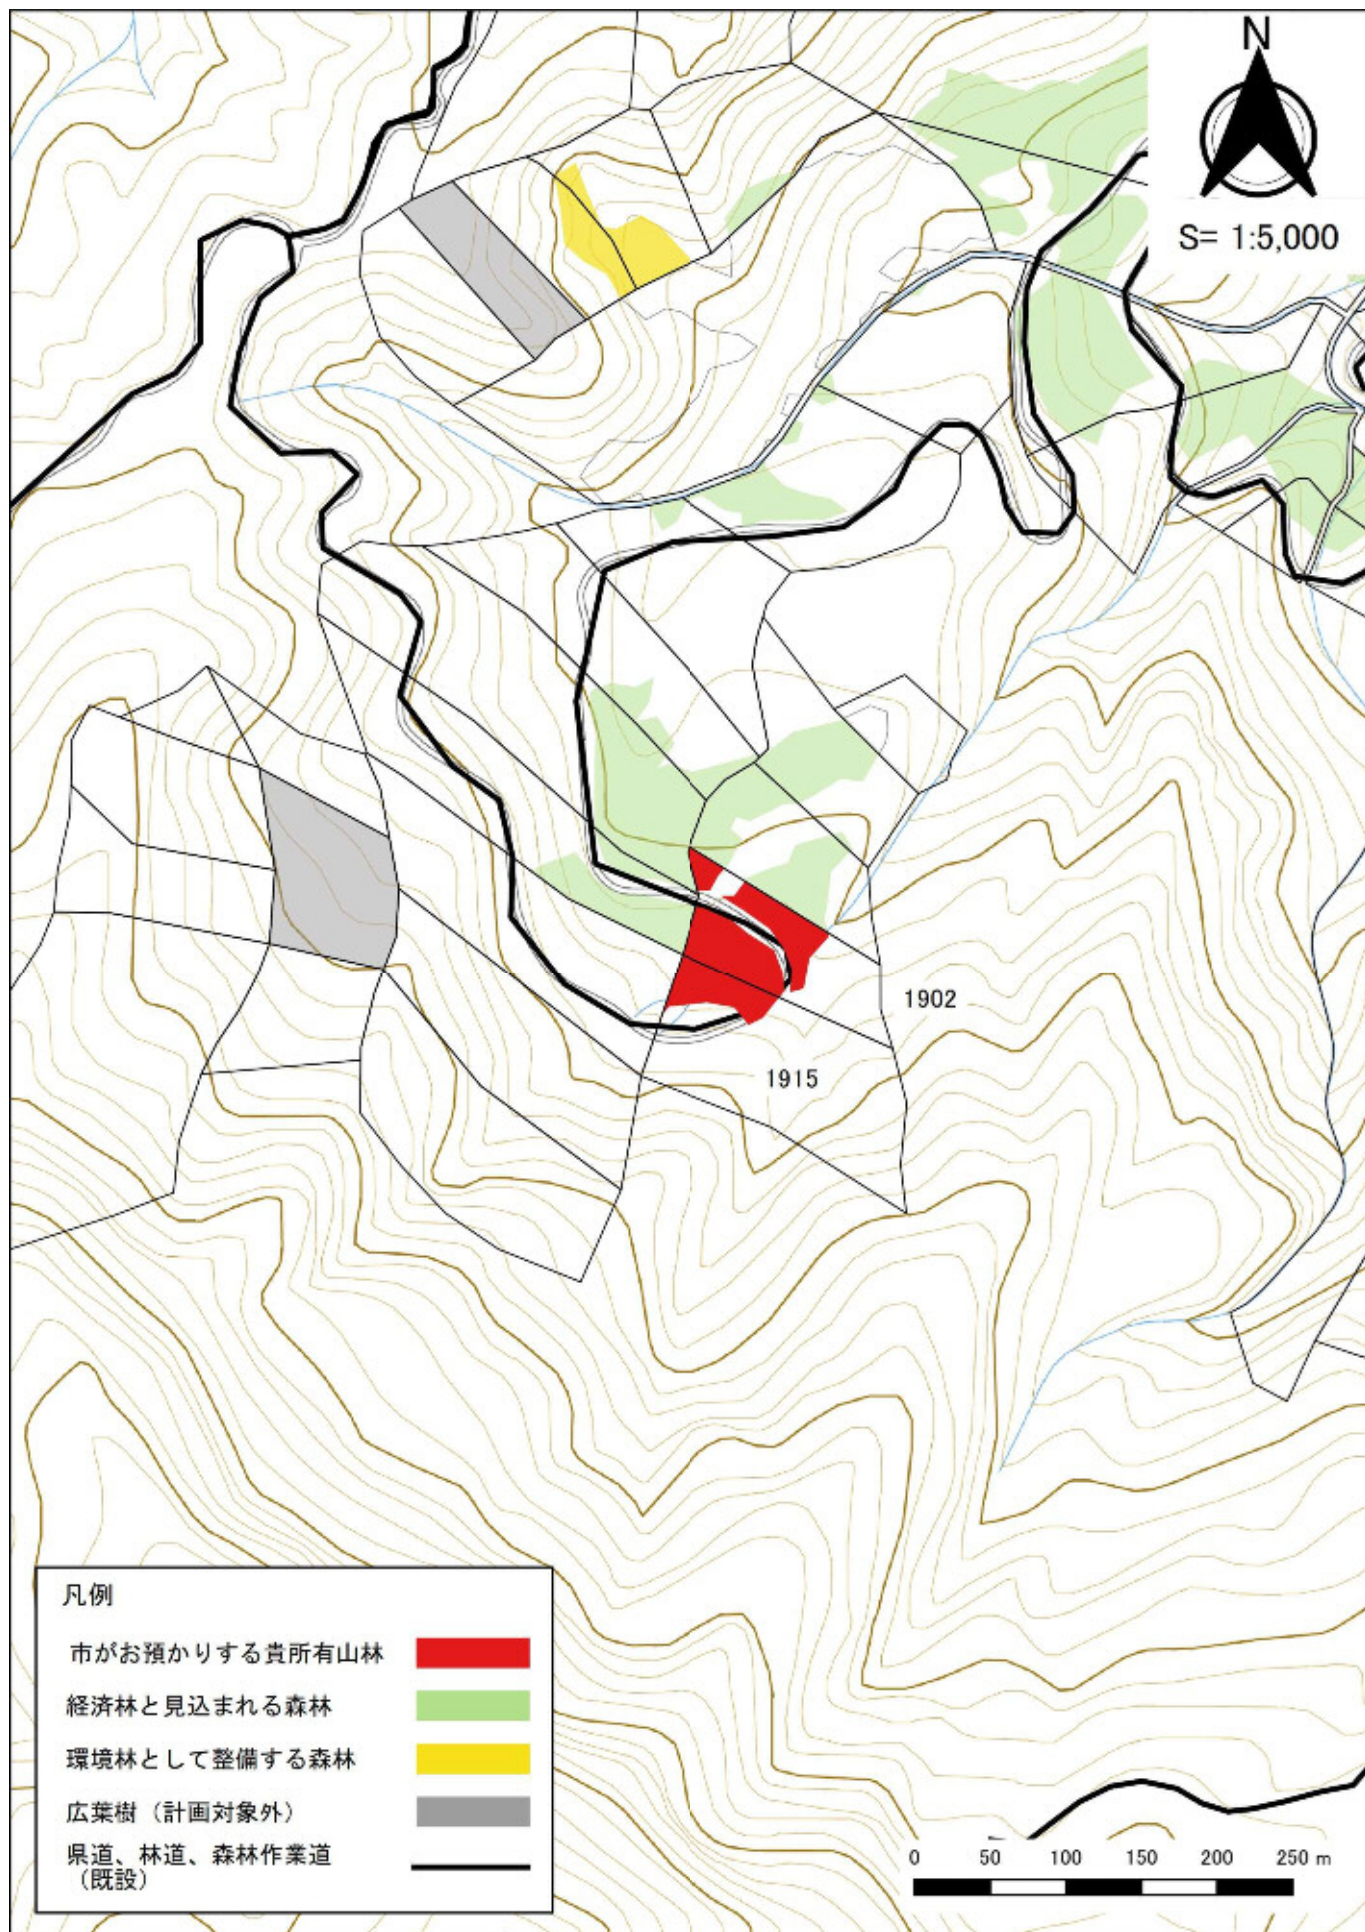 N
S= 1:5,000
1902
1915
凡例
市がお預かりする貴所有山林
経済林と見込まれる森林
環境林として整備する森林
広葉樹（計画対象外）
県道、林道、森林作業道
（既設）
0 50 100 150 200 250 m